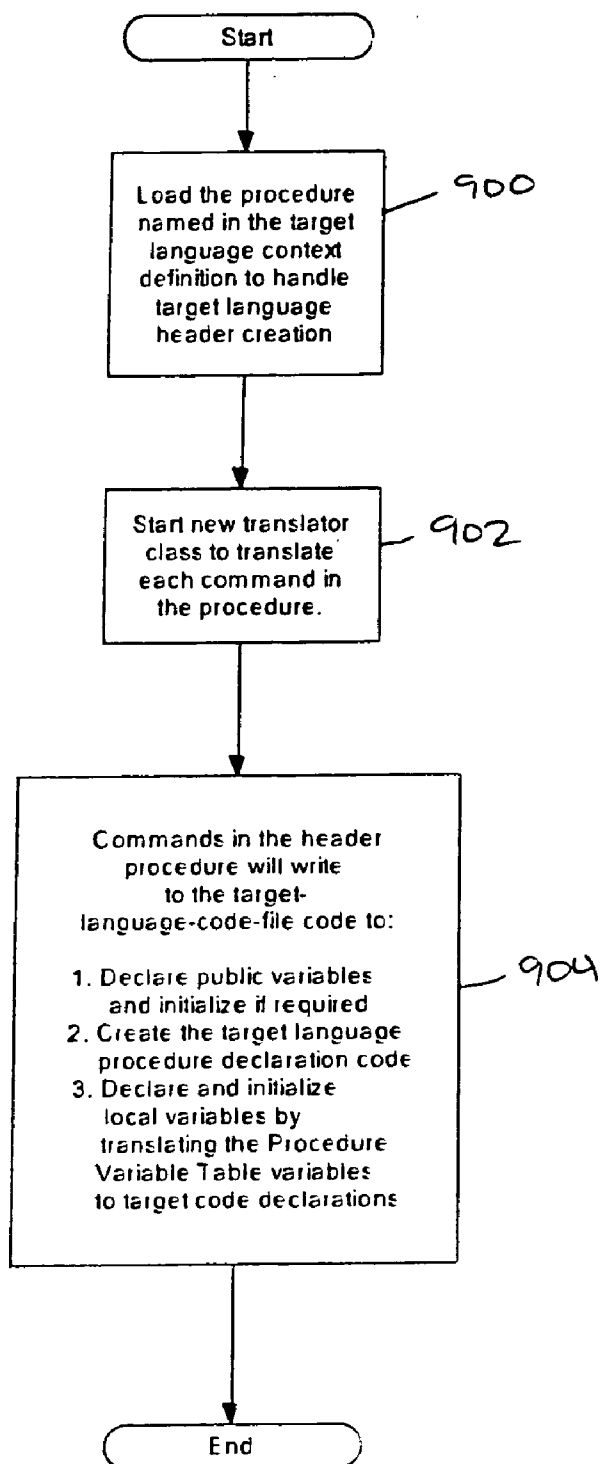 Start
Load the procedure
named in the target
language context
definition to handle
target language
header creation
900
Start new translator
class to translate
each command in
the procedure.
902
Commands in the header
procedure will write
to the target-
language-code-file code to:
1. Declare public variables
and initialize if required
2. Create the target language
procedure declaration code
3. Declare and initialize
local variables by
translating the Procedure
Variable Table variables
to target code declarations
904
End